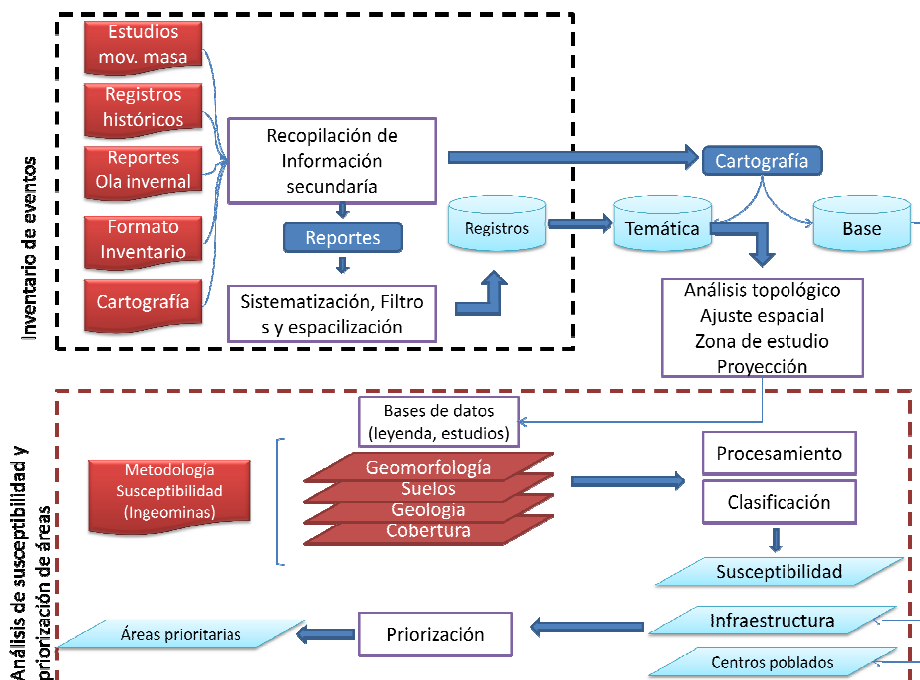 Inventario de eventos
Estudios
mov. masa
Registros
históricos
Reportes
Ola invernal
Formato
Inventario
Cartografía
Recopilación de
Información
secundaría
Reportes
Sistematización, Filtro
s y espacilización
Registros
Cartografía
Temática
Base
Análisis topológico
Ajuste espacial
Zona de estudio
Proyección
Análisis de susceptibilidad y
priorización de áreas
Bases de datos
(leyenda, estudios)
Metodología
Susceptibilidad
(Ingeominas)
Geomorfología
Suelos
Geologia
Cobertura
Procesamiento
Clasificación
Susceptibilidad
Infraestructura
Centros poblados
Priorización
Áreas prioritarias